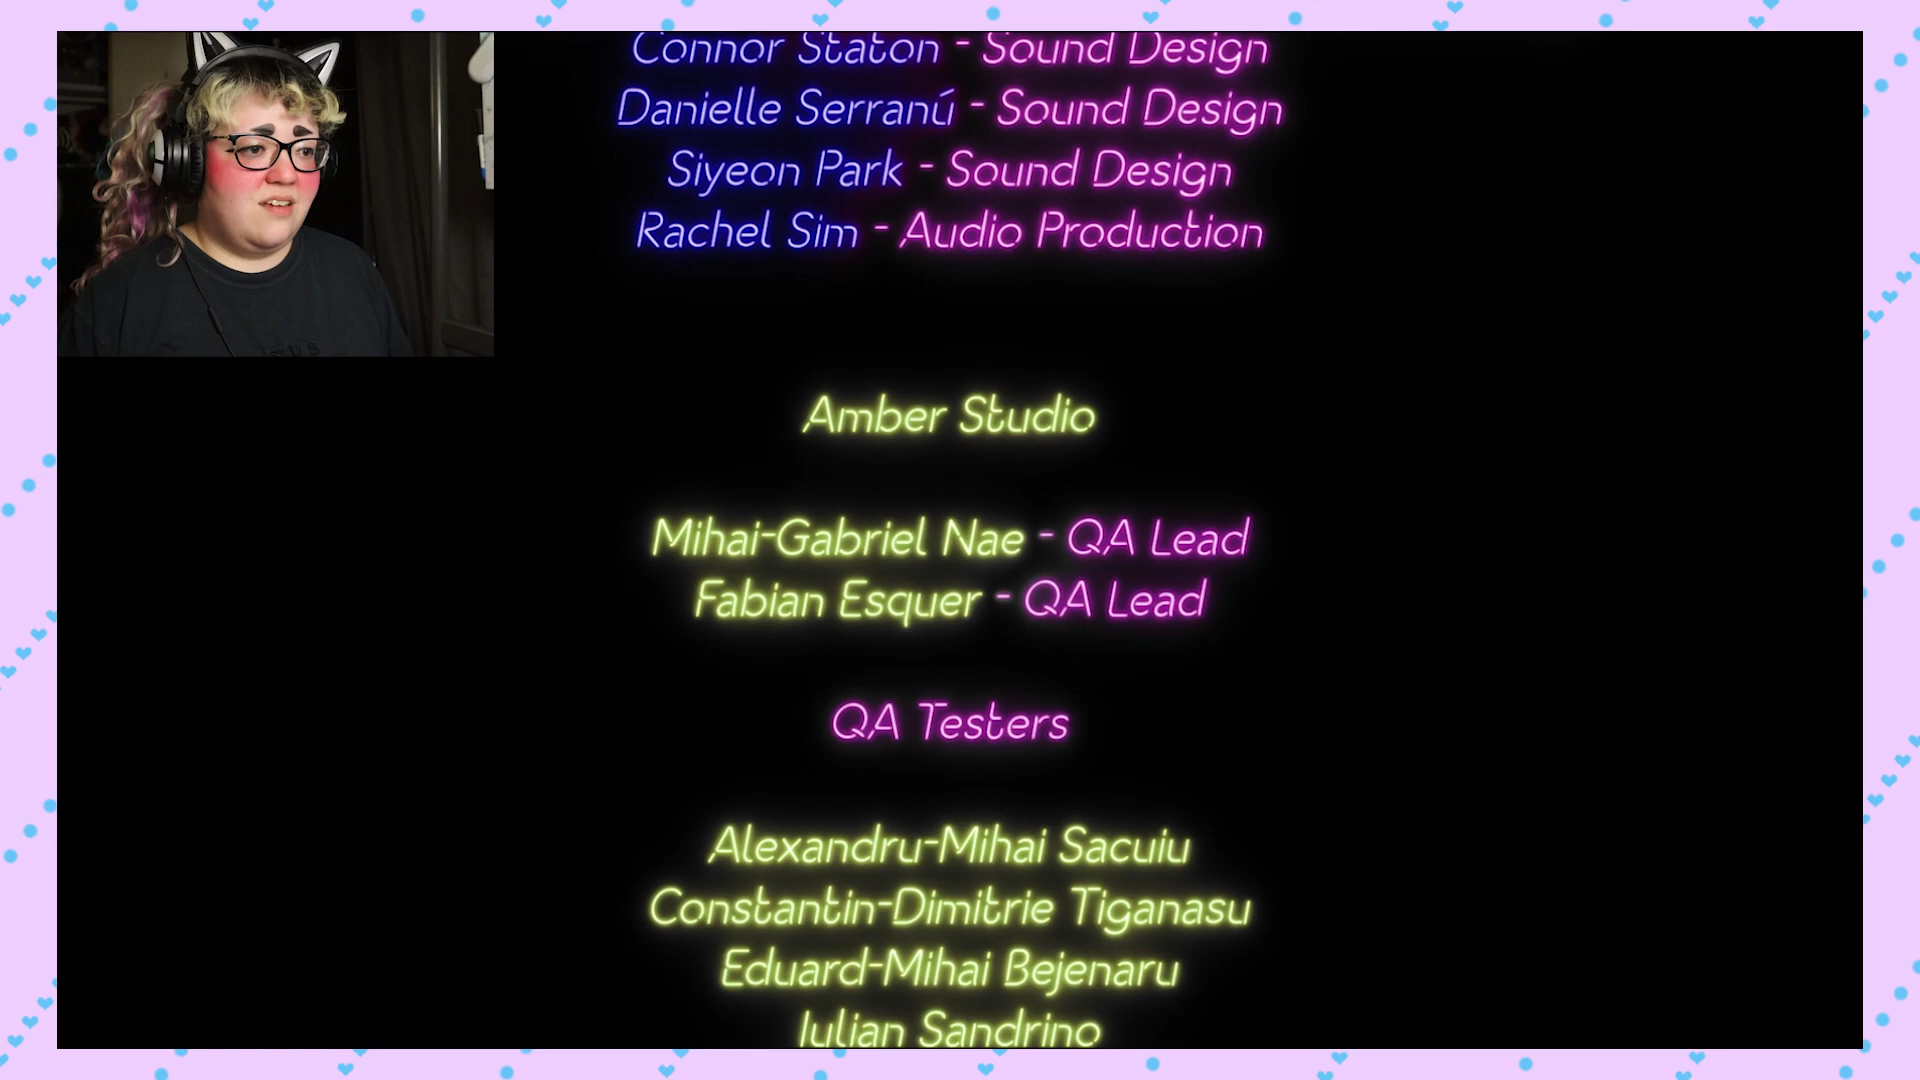 Connor Staton - Sound Design
Danielle Serranú - Sound Design
Siyeon Park - Sound Design
Rachel Sim - Audio Production
Amber Studio
Mihai-Gabriel Nae - QA Lead
Fabian Esquer - QA Lead
QA Testers
Alexandru-Mihai Sacuiu
Constantin-Dimitrie Tiganasu
Eduard-Mihai Bejenaru
Iulian Sandrino